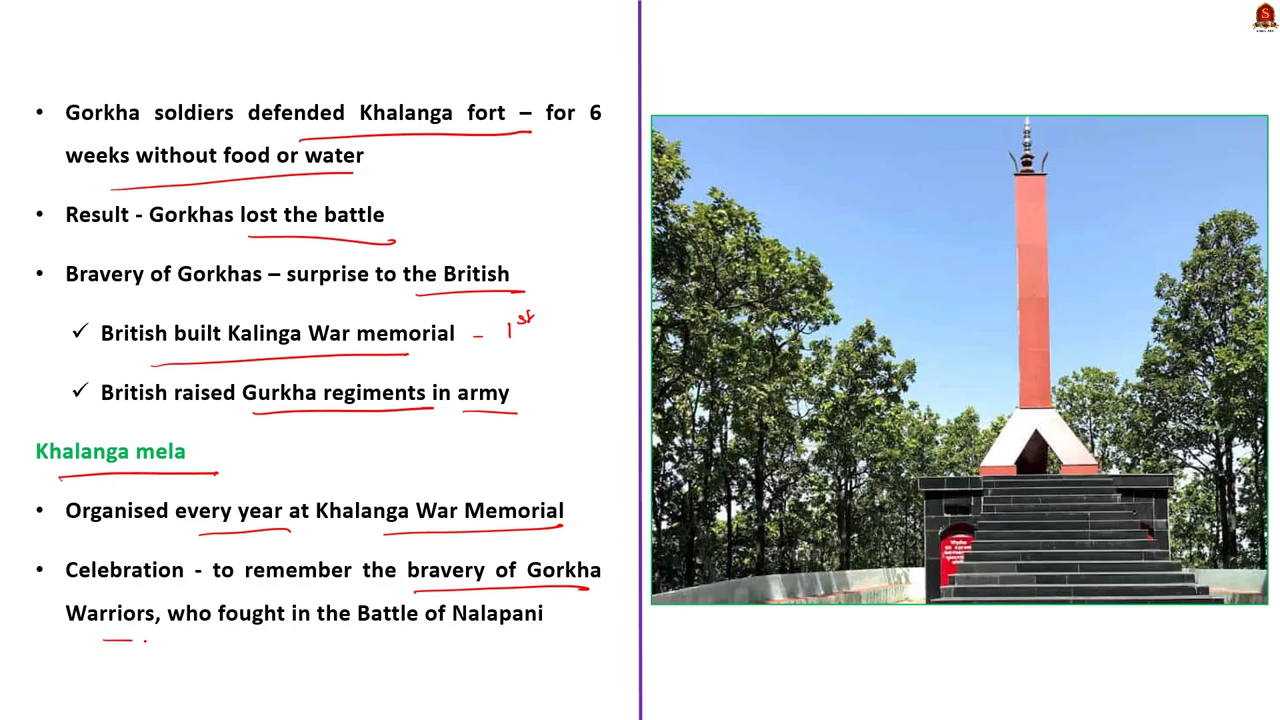 • Gorkha soldiers defended Khalanga fort – for 6
weeks without food or water
• Result - Gorkhas lost the battle
• Bravery of Gorkhas – surprise to the British
✓ British built Kalinga War memorial - 1st
✓ British raised Gurkha regiments in army
Khalanga mela
• Organised every year at Khalanga War Memorial
• Celebration - to remember the bravery of Gorkha
Warriors, who fought in the Battle of Nalapani